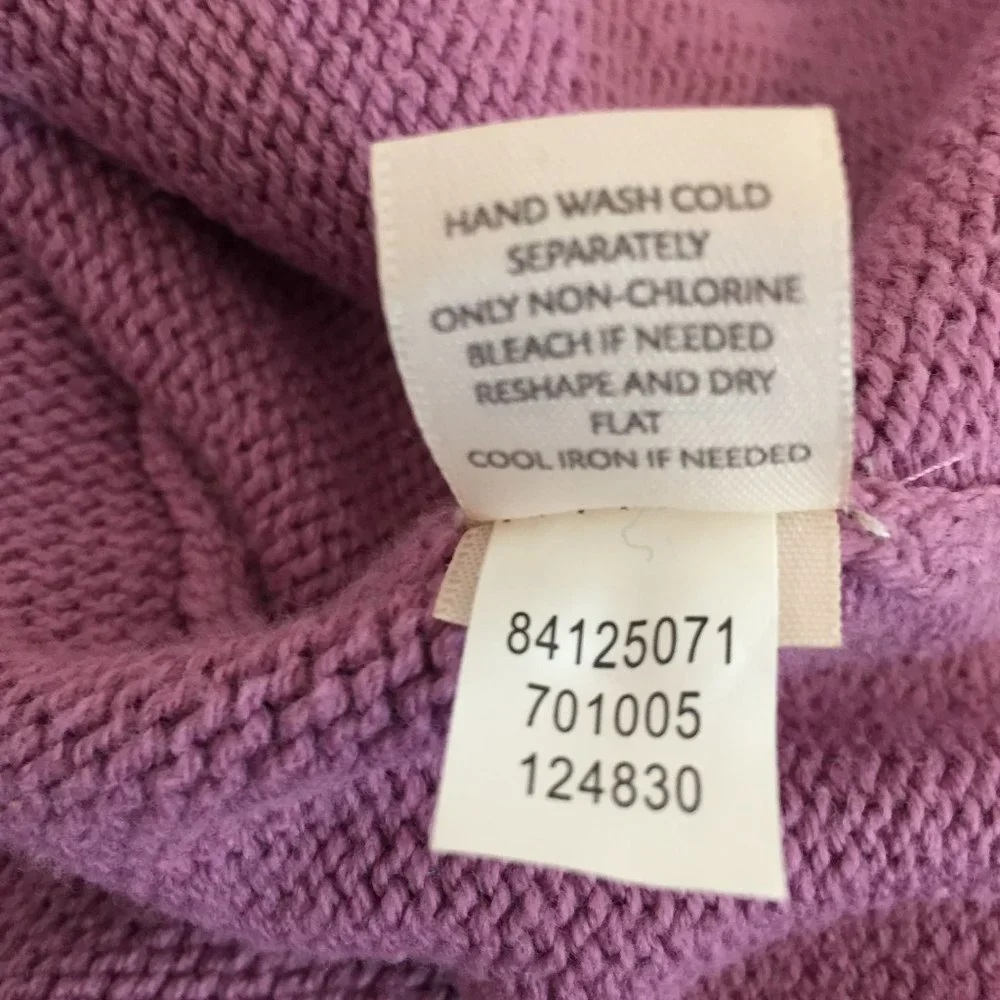 HAND WASH COLD
SEPARATELY
ONLY NON-CHLORINE
BLEACH IF NEEDED
RESHAPE AND DRY
FLAT
COOL IRON IF NEEDED
84125071
701005
124830